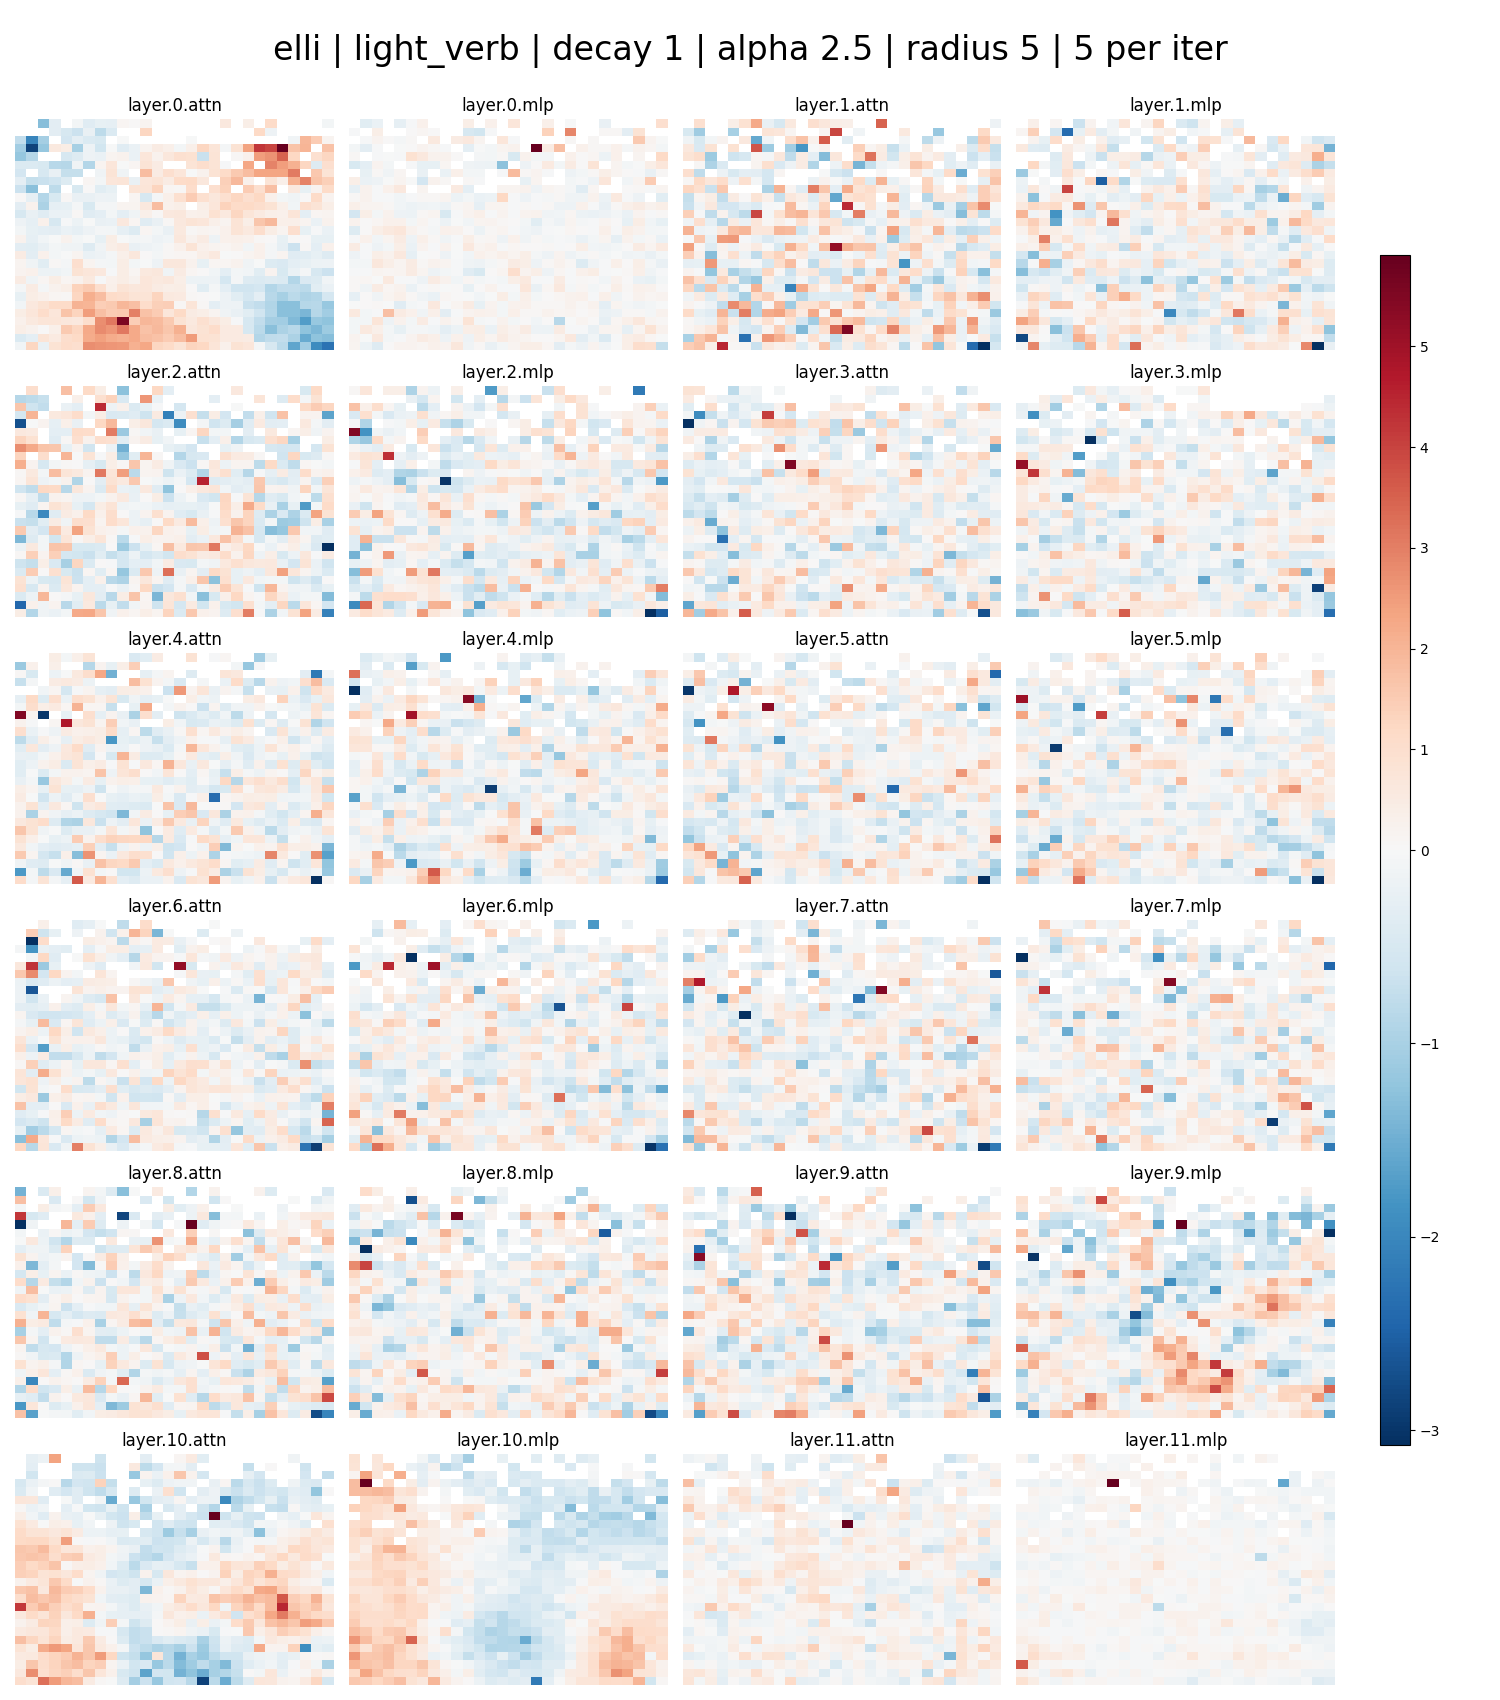 elli | light_verb | decay 1 | alpha 2.5 | radius 5 | 5 per iter
layer.0.attn
layer.0.mlp
layer.1.attn
layer.1.mlp
layer.2.attn
layer.2.mlp
layer.3.attn
layer.3.mlp
layer.4.attn
layer.4.mlp
layer.5.attn
layer.5.mlp
layer.6.attn
layer.6.mlp
layer.7.attn
layer.7.mlp
layer.8.attn
layer.8.mlp
layer.9.attn
layer.9.mlp
layer.10.attn
layer.10.mlp
layer.11.attn
layer.11.mlp
5
4
3
2
1
0
−1
−2
−3